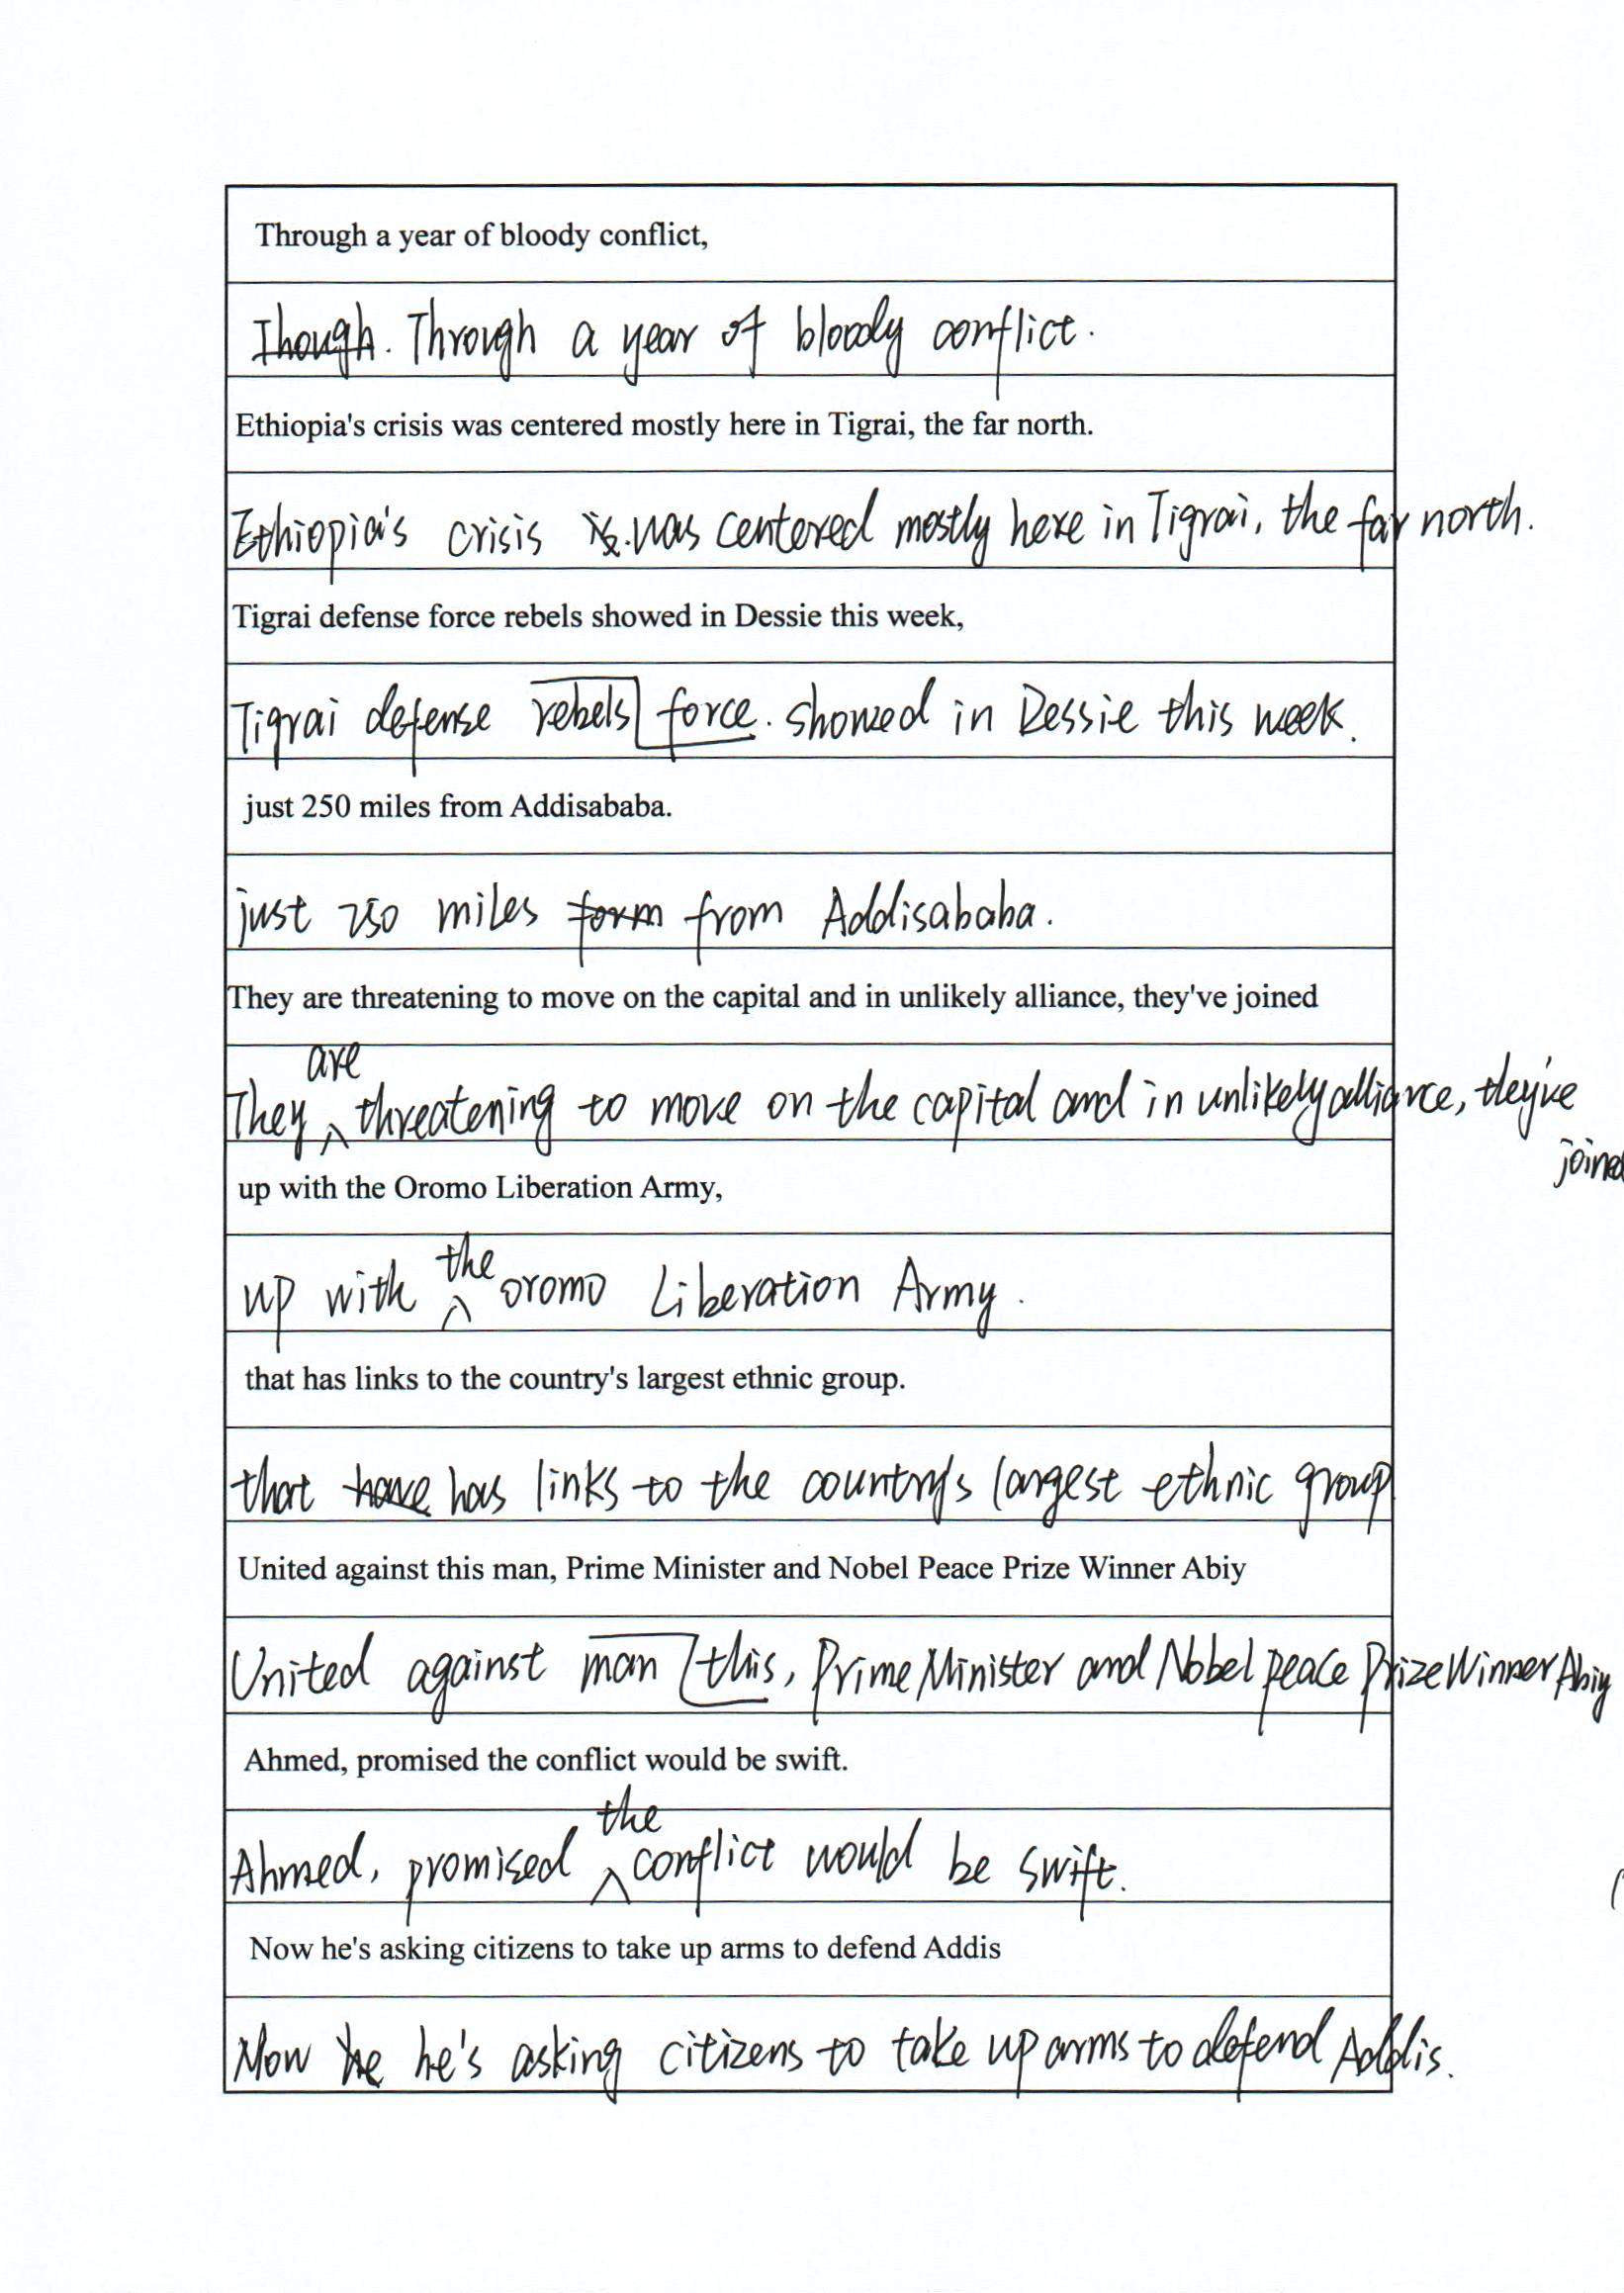 Through a year of bloody conflict,
Though. Through a year of bloody conflict.
Ethiopia's crisis was centered mostly here in Tigrai, the far north.
Ethiopia's crisis is. was centered mostly here in Tigrai, the far north.
Tigrai defense force rebels showed in Dessie this week,
Tigrai defense rebels force. showed in Dessie this week.
just 250 miles from Addisababa.
just 250 miles form from Addisababa.
They are threatening to move on the capital and in unlikely alliance, they've joined
They are threatening to move on the capital and in unlikely alliance, they've
joined
up with the Oromo Liberation Army,
up with the oromo Liberation Army.
that has links to the country's largest ethnic group.
that have has links to the country's largest ethnic group
United against this man, Prime Minister and Nobel Peace Prize Winner Abiy
United against man this, Prime Minister and Nobel peace Prize Winner Abiy
Ahmed, promised the conflict would be swift.
Ahmed, promised the conflict would be swift.
Now he's asking citizens to take up arms to defend Addis
Now he he's asking citizens to take up arms to defend Addis.